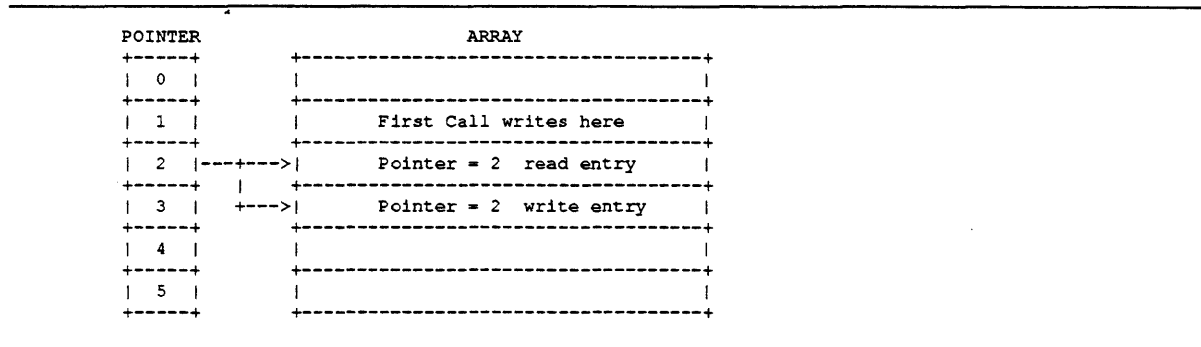 POINTER                ARRAY
+-----+         +-------------------------------------+
|  0  |         |                                     |
+-----+         +-------------------------------------+
|  1  |         |       First Call writes here        |
+-----+         +-------------------------------------+
|  2  |---+--->|       Pointer = 2  read entry       |
+-----+    |    +-------------------------------------+
|  3  |    +--->|       Pointer = 2  write entry      |
+-----+         +-------------------------------------+
|  4  |         |                                     |
+-----+         +-------------------------------------+
|  5  |         |                                     |
+-----+         +-------------------------------------+